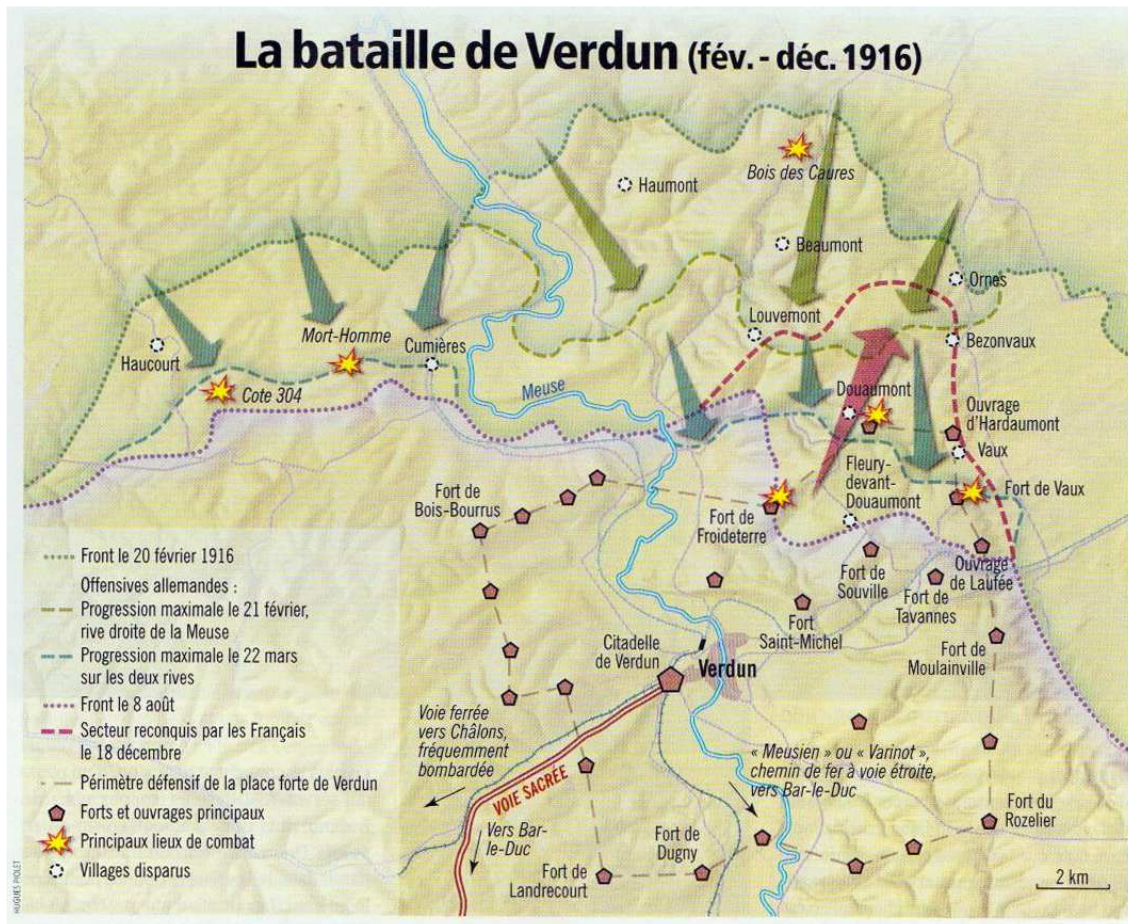 La bataille de Verdun (fév. - déc. 1916)
Bois des Caures
Haumont
Beaumont
Ornes
Louvemont
Mort-Homme
Cumières
Bezonvaux
Haucourt
Meuse
Douaumont
Cote 304
Ouvrage
d'Hardaumont
Vaux
Fleury-
devant-
Douaumont
Fort de
Bois-Bourrus
Fort de Vaux
Fort de
Froideterre
Fort de
Souville
Ouvrage
de Laufée
Fort de
Tavannes
Fort
Saint-Michel
Citadelle
de Verdun
Verdun
Fort de
Moulainville
Voie ferrée
vers Châlons,
fréquemment
bombardée
« Meusien » ou « Varinot »,
chemin de fer à voie étroite,
vers Bar-le-Duc
VOIE SACRÉE
Vers Bar-
le-Duc
Fort du
Rozelier
Fort de
Dugny
Fort de
Landrecourt
2 km
Front le 20 février 1916
Offensives allemandes :
Progression maximale le 21 février,
rive droite de la Meuse
Progression maximale le 22 mars
sur les deux rives
Front le 8 août
Secteur reconquis par les Français
le 18 décembre
Périmètre défensif de la place forte de Verdun
Forts et ouvrages principaux
Principaux lieux de combat
Villages disparus
HUGUES PIOLET